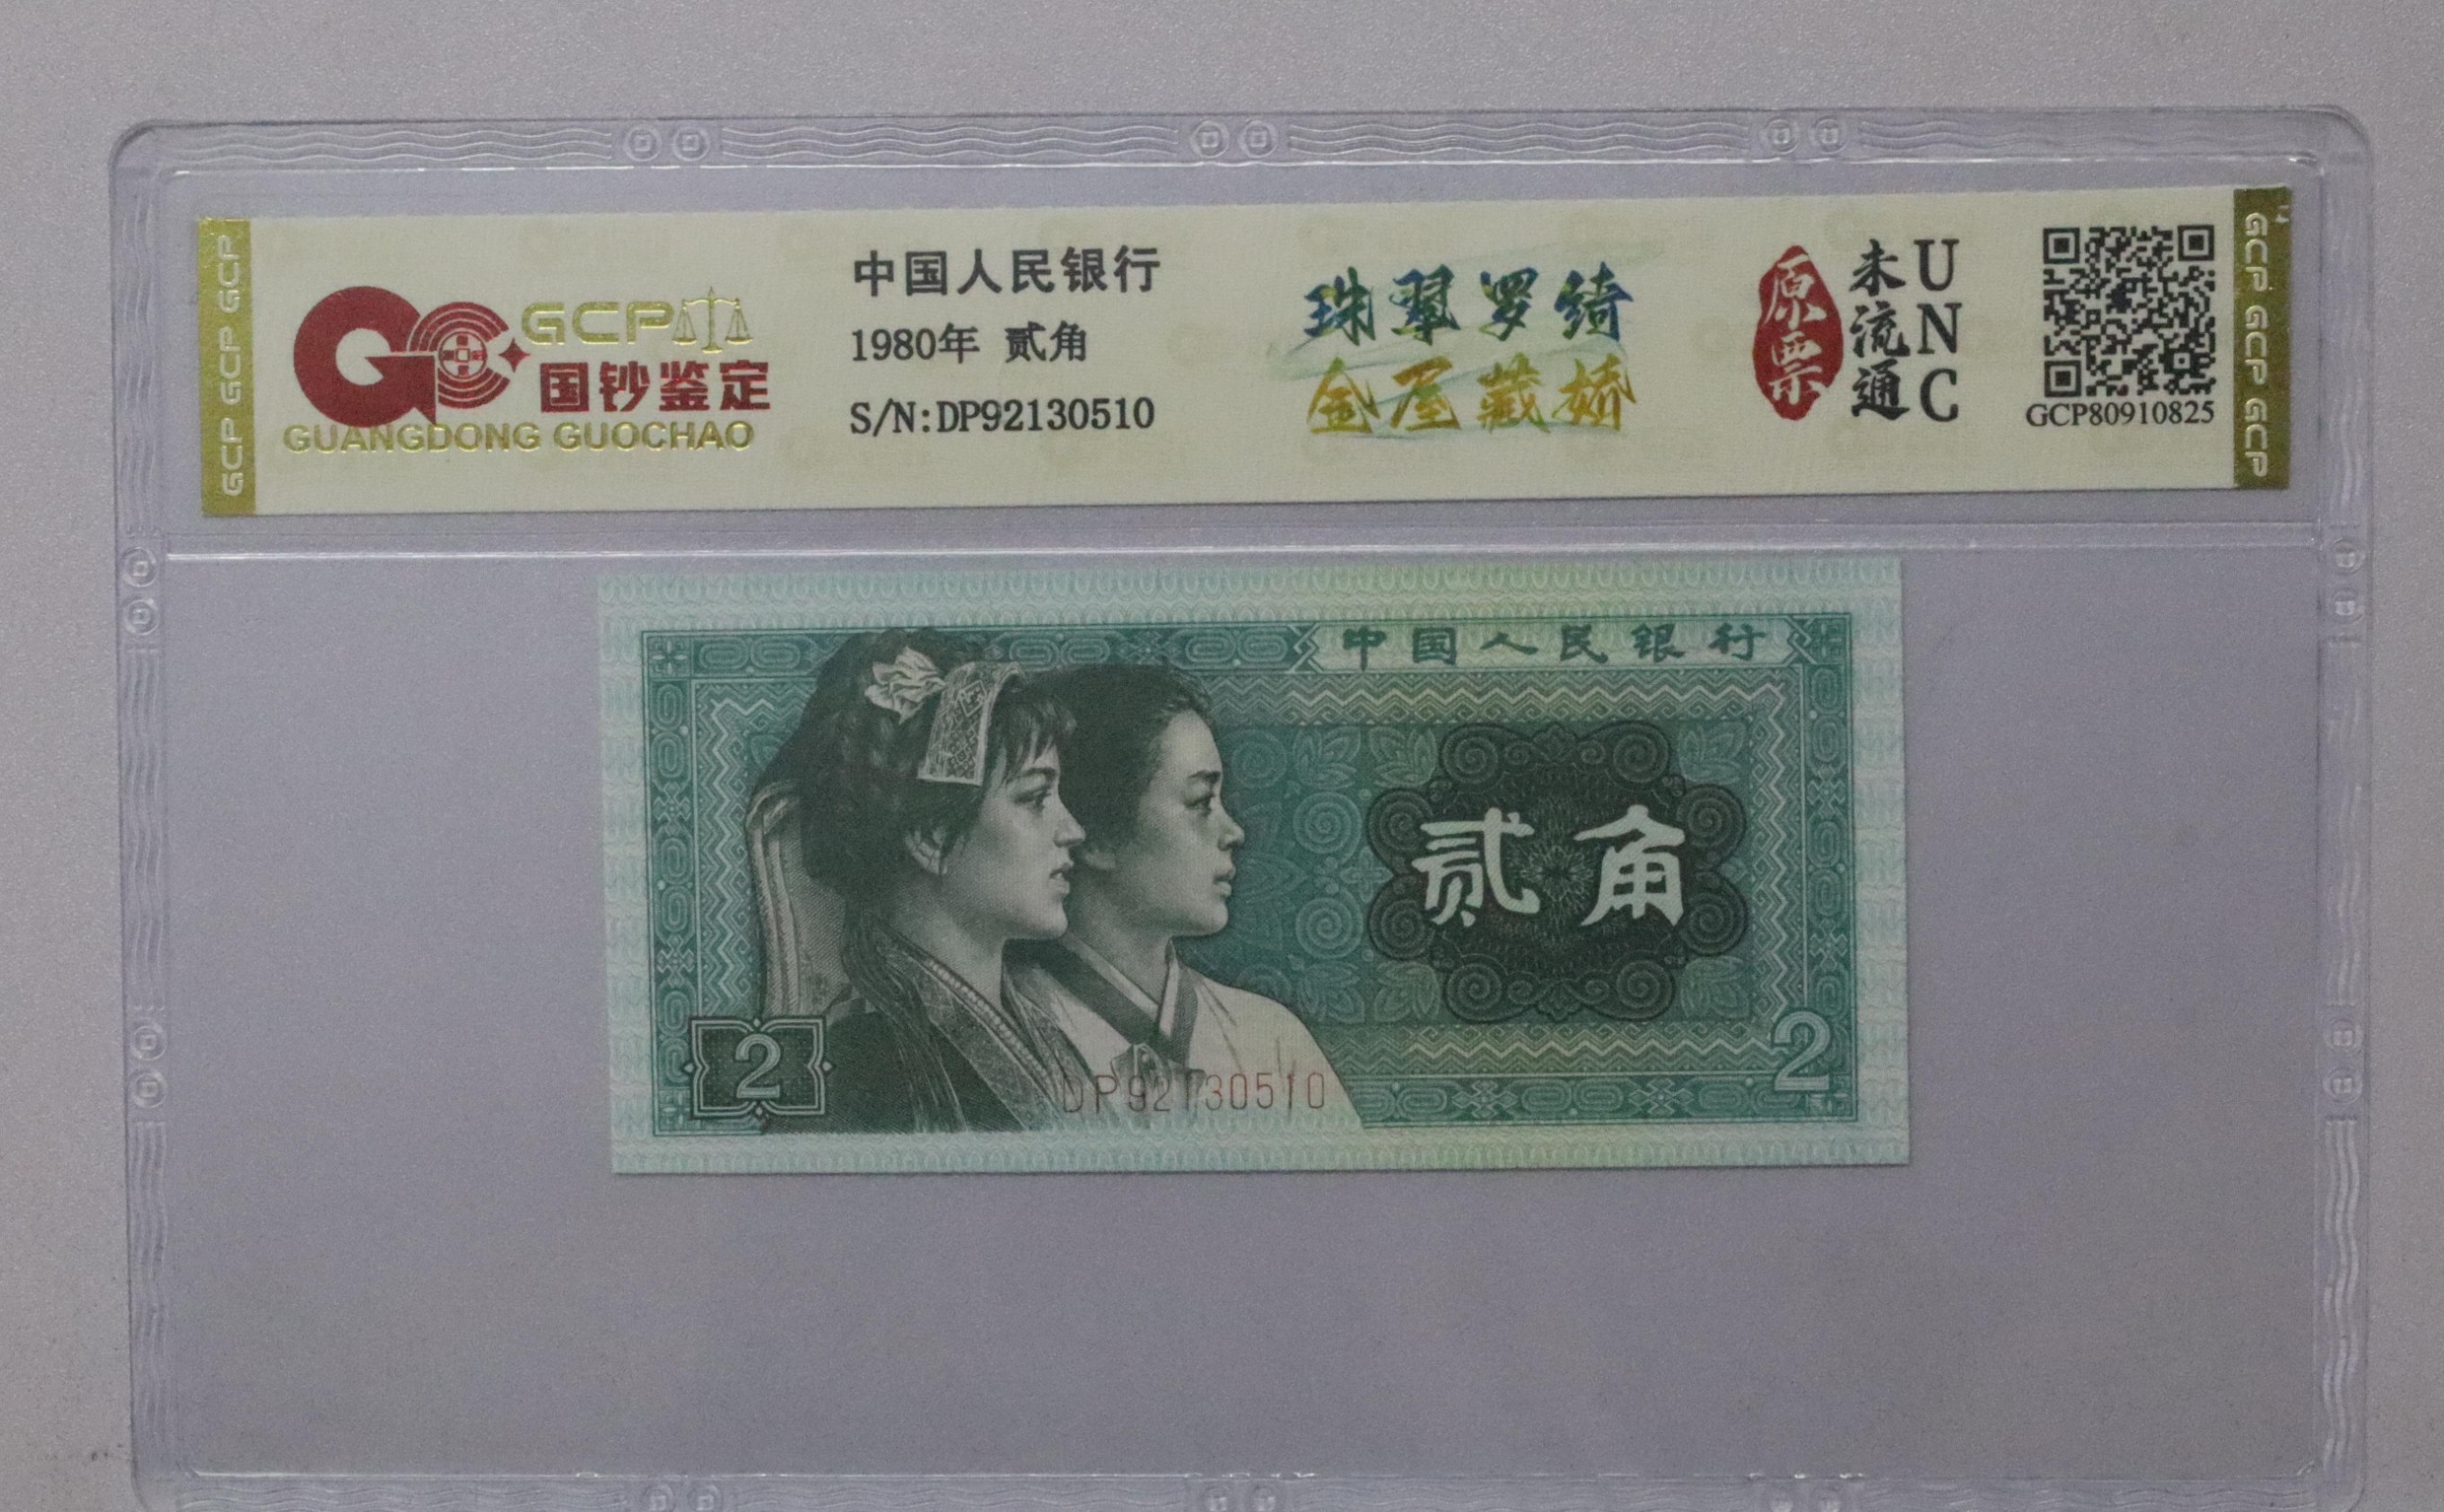 GCP GCP GCP
GCP
国钞鉴定
GUANGDONG GUOCHAO
中国人民银行
1980年 贰角
S/N:DP92130510
珠翠罗绮
金屋藏娇
原票
未流通
UNC
GCP80910825
GCP GCP GCP
中国人民银行
贰角
2
2
DP92130510